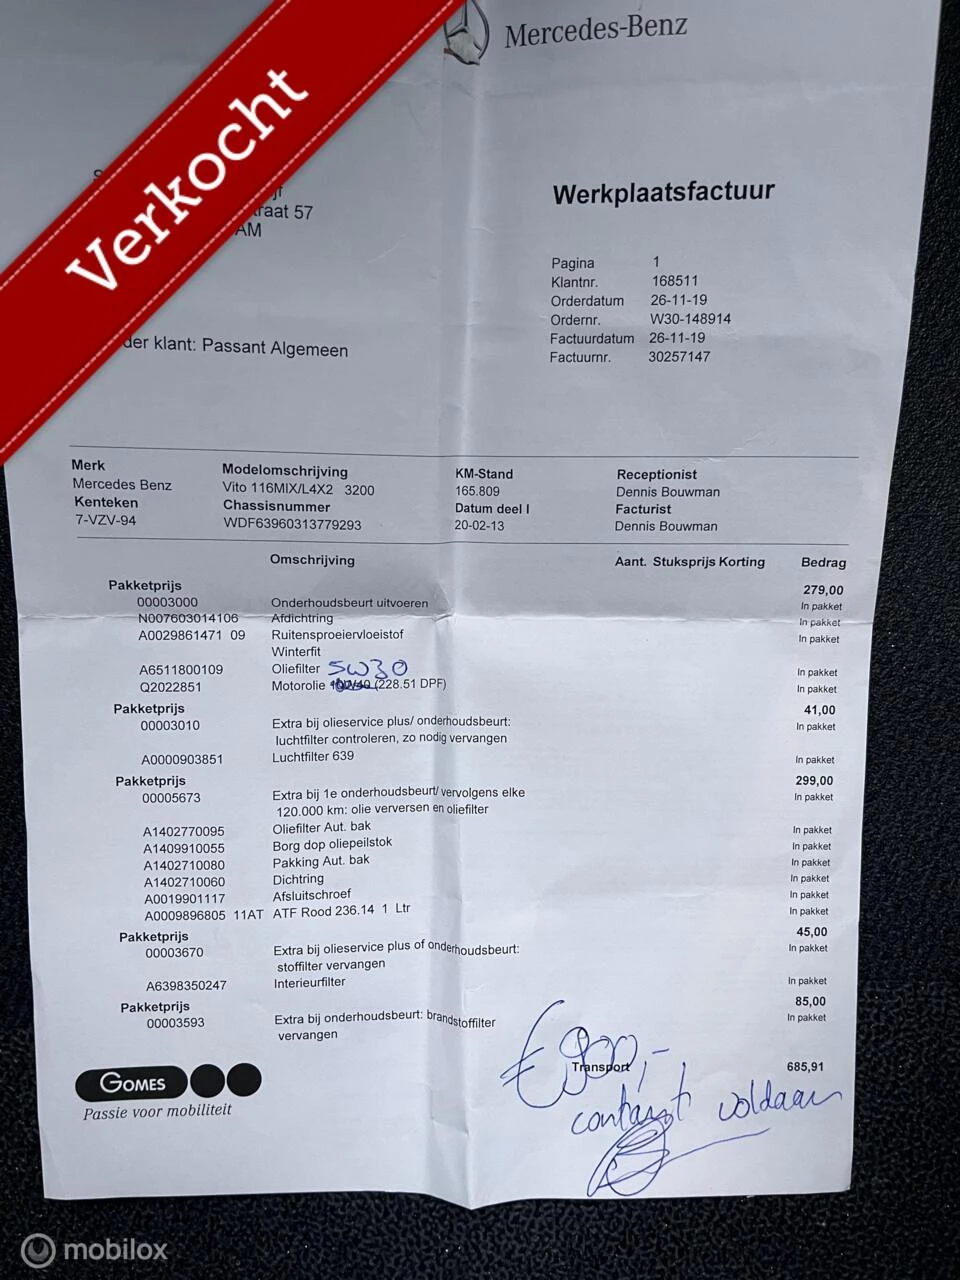 Mercedes-Benz
Verkocht
Werkplaatsfactuur
raat 57
AM
Pagina 1
Klantnr. 168511
Orderdatum 26-11-19
Ordernr. W30-148914
Factuurdatum 26-11-19
Factuurnr. 30257147
der klant: Passant Algemeen
Merk Modelomschrijving KM-Stand Receptionist
Mercedes Benz Vito 116MIX/L4X2 3200 165.809 Dennis Bouwman
Kenteken Chassisnummer Datum deel I Facturist
7-VZV-94 WDF63960313779293 20-02-13 Dennis Bouwman
Omschrijving Aant. Stuksprijs Korting Bedrag
Pakketprijs 279,00
00003000 Onderhoudsbeurt uitvoeren In pakket
N007603014106 Afdichtring In pakket
A0029861471 09 Ruitensproeiervloeistof In pakket
Winterfit
A6511800109 Oliefilter 5W30 In pakket
Q2022851 Motorolie 10W40 (228.51 DPF) In pakket
Pakketprijs 41,00
00003010 Extra bij olieservice plus/ onderhoudsbeurt: In pakket
luchtfilter controleren, zo nodig vervangen
A0000903851 Luchtfilter 639 In pakket
Pakketprijs 299,00
00005673 Extra bij 1e onderhoudsbeurt/ vervolgens elke In pakket
120.000 km: olie verversen en oliefilter
A1402770095 Oliefilter Aut. bak In pakket
A1409910055 Borg dop oliepeilstok In pakket
A1402710080 Pakking Aut. bak In pakket
A1402710060 Dichtring In pakket
A0019901117 Afsluitschroef In pakket
A0009896805 11AT ATF Rood 236.14 1 Ltr In pakket
Pakketprijs 45,00
00003670 Extra bij olieservice plus of onderhoudsbeurt: In pakket
stoffilter vervangen
A6398350247 Interieurfilter In pakket
Pakketprijs 85,00
00003593 Extra bij onderhoudsbeurt: brandstoffilter In pakket
vervangen
€ 900,-
Transport 685,91
contant voldaan
GOMES
Passie voor mobiliteit
mobilox